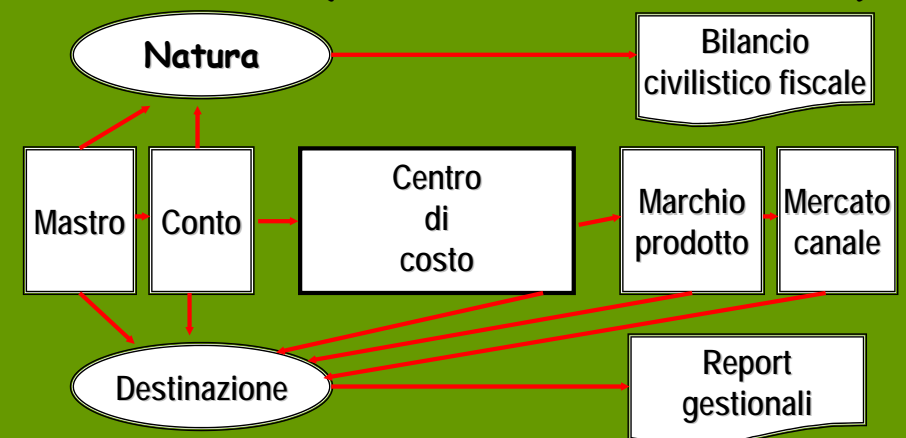 Natura
Bilancio
civilistico fiscale
Mastro
Conto
Centro
di
costo
Marchio
prodotto
Mercato
canale
Destinazione
Report
gestionali